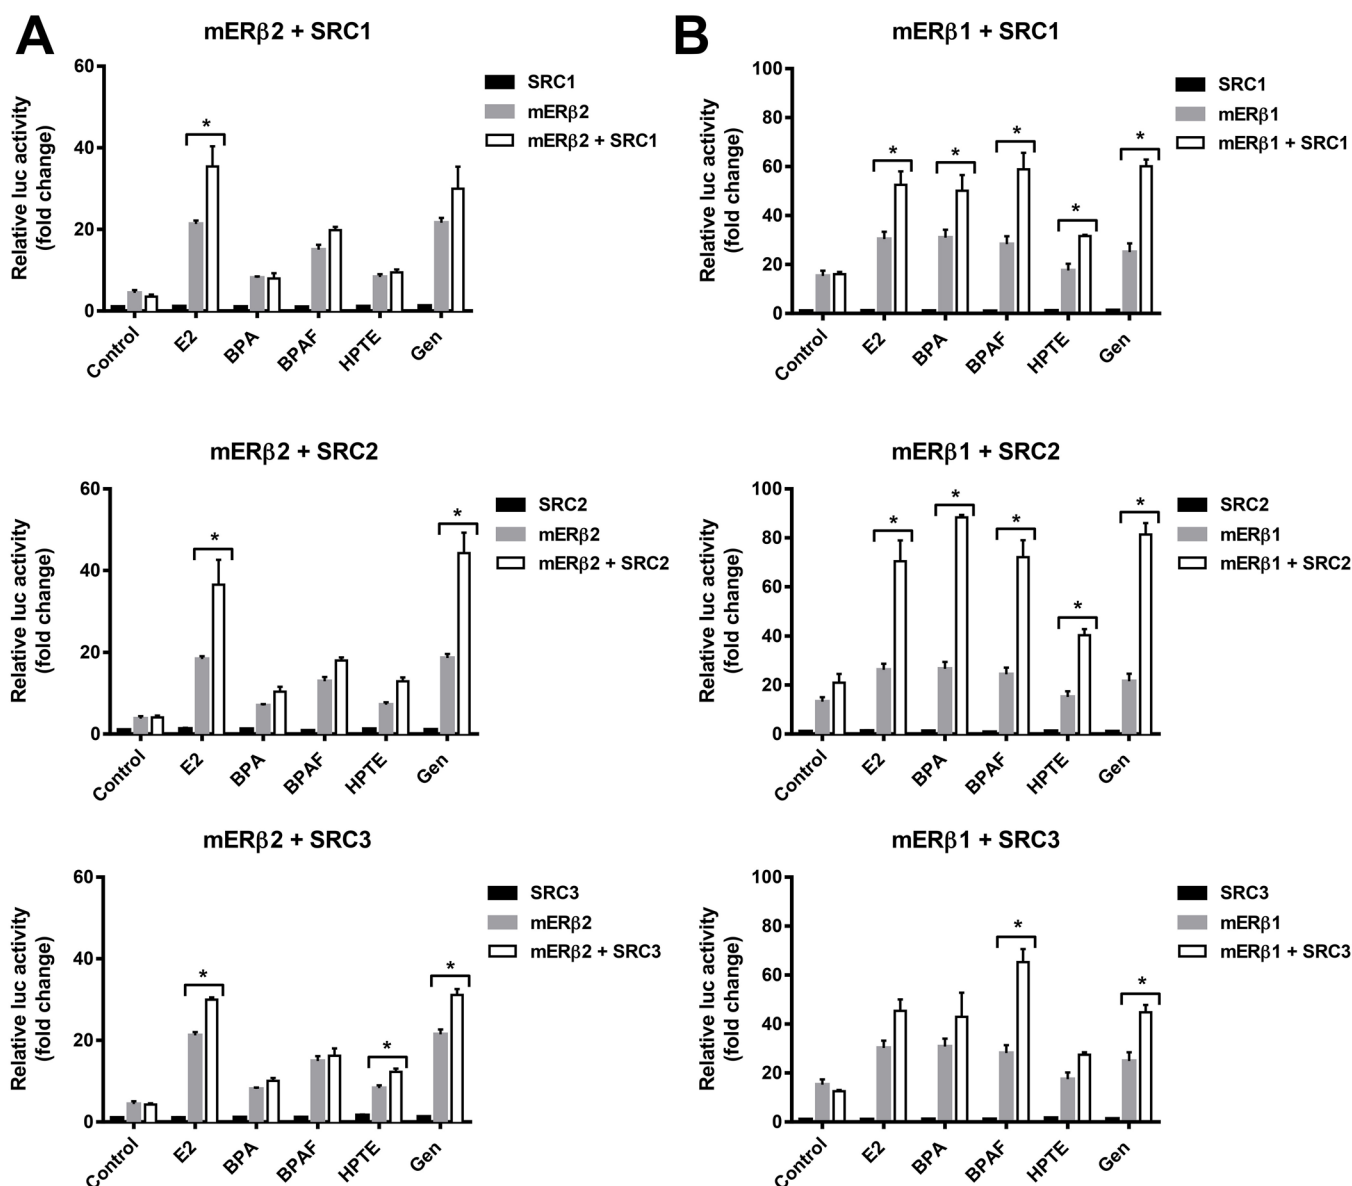 A
mERβ2 + SRC1
Relative luc activity
(fold change)
60
40
20
0
*
SRC1
mERβ2
mERβ2 + SRC1
Control
E2
BPA
BPAF
HPTE
Gen
B
mERβ1 + SRC1
Relative luc activity
(fold change)
100
80
60
40
20
0
*
*
*
*
*
SRC1
mERβ1
mERβ1 + SRC1
Control
E2
BPA
BPAF
HPTE
Gen
mERβ2 + SRC2
Relative luc activity
(fold change)
60
40
20
0
*
*
SRC2
mERβ2
mERβ2 + SRC2
Control
E2
BPA
BPAF
HPTE
Gen
mERβ1 + SRC2
Relative luc activity
(fold change)
100
80
60
40
20
0
*
*
*
*
*
SRC2
mERβ1
mERβ1 + SRC2
Control
E2
BPA
BPAF
HPTE
Gen
mERβ2 + SRC3
Relative luc activity
(fold change)
60
40
20
0
*
*
*
SRC3
mERβ2
mERβ2 + SRC3
Control
E2
BPA
BPAF
HPTE
Gen
mERβ1 + SRC3
Relative luc activity
(fold change)
100
80
60
40
20
0
*
*
SRC3
mERβ1
mERβ1 + SRC3
Control
E2
BPA
BPAF
HPTE
Gen